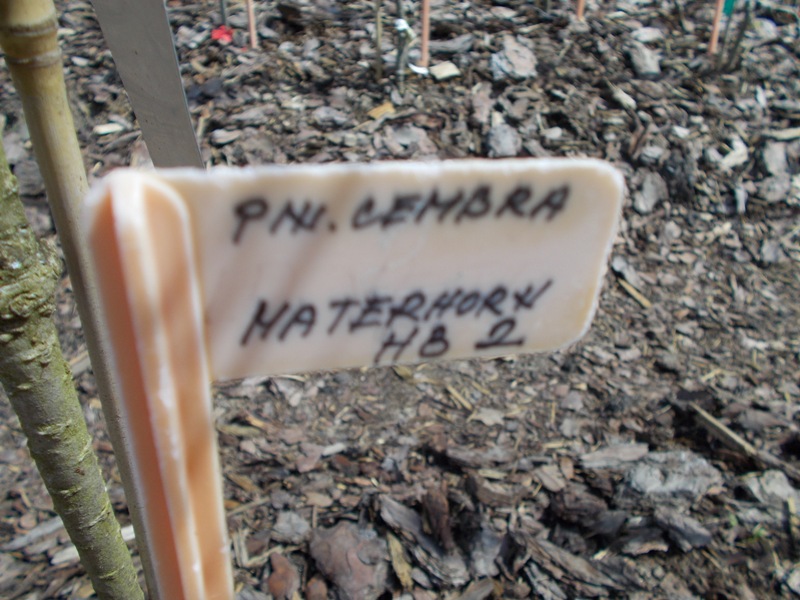 PNI. CEMBRA
MATERHORN
HB 2